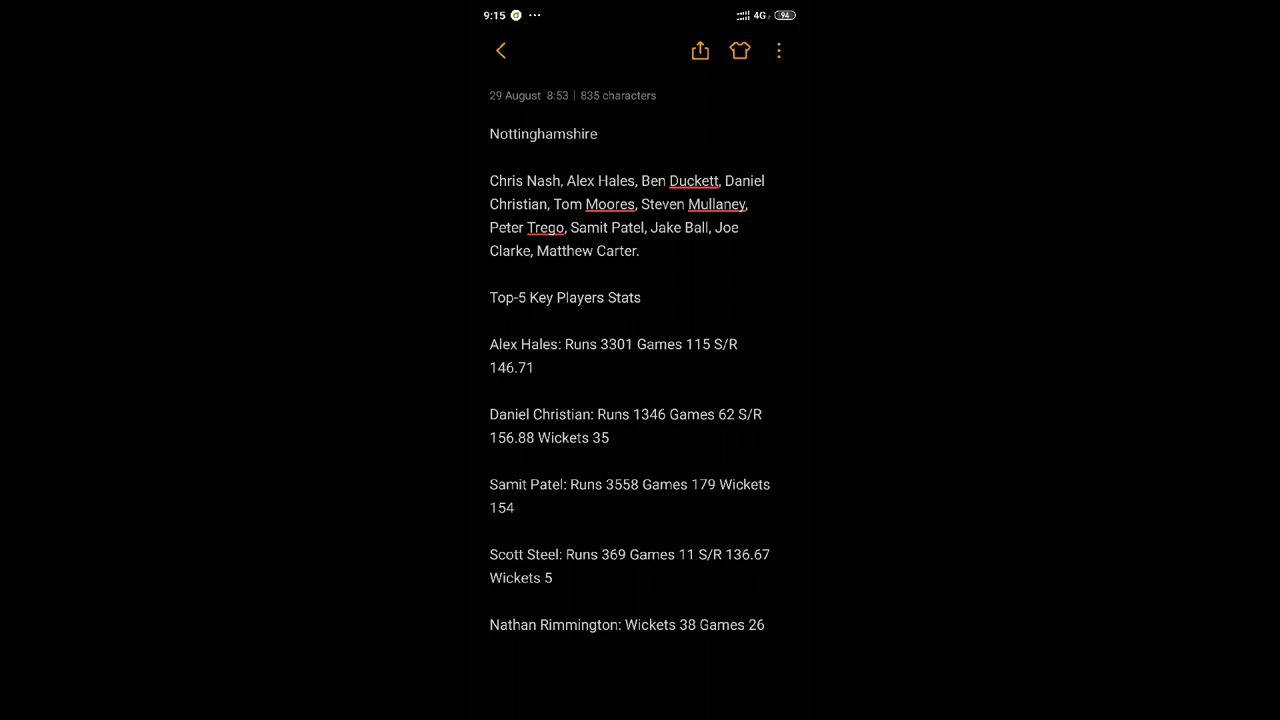 9:15 ... 4G 94
29 August 8:53 | 835 characters
Nottinghamshire
Chris Nash, Alex Hales, Ben Duckett, Daniel
Christian, Tom Moores, Steven Mullaney,
Peter Trego, Samit Patel, Jake Ball, Joe
Clarke, Matthew Carter.
Top-5 Key Players Stats
Alex Hales: Runs 3301 Games 115 S/R
146.71
Daniel Christian: Runs 1346 Games 62 S/R
156.88 Wickets 35
Samit Patel: Runs 3558 Games 179 Wickets
154
Scott Steel: Runs 369 Games 11 S/R 136.67
Wickets 5
Nathan Rimmington: Wickets 38 Games 26